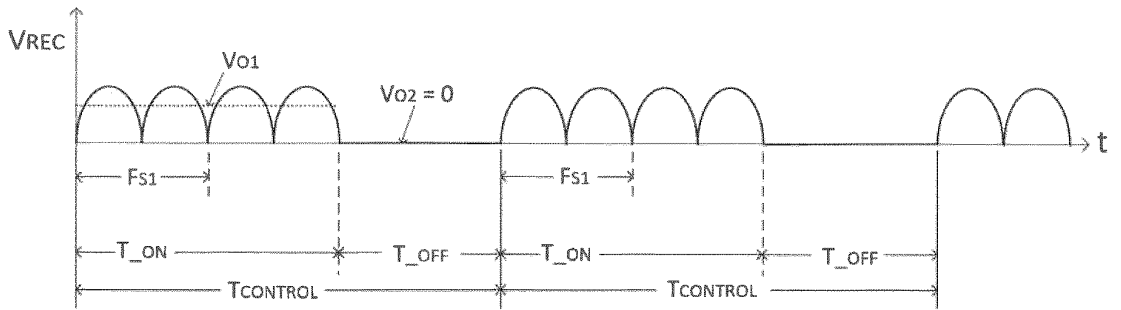 VREC
VO1
VO2 = 0
t
FS1
FS1
T_ON
T_OFF
T_ON
T_OFF
TCONTROL
TCONTROL